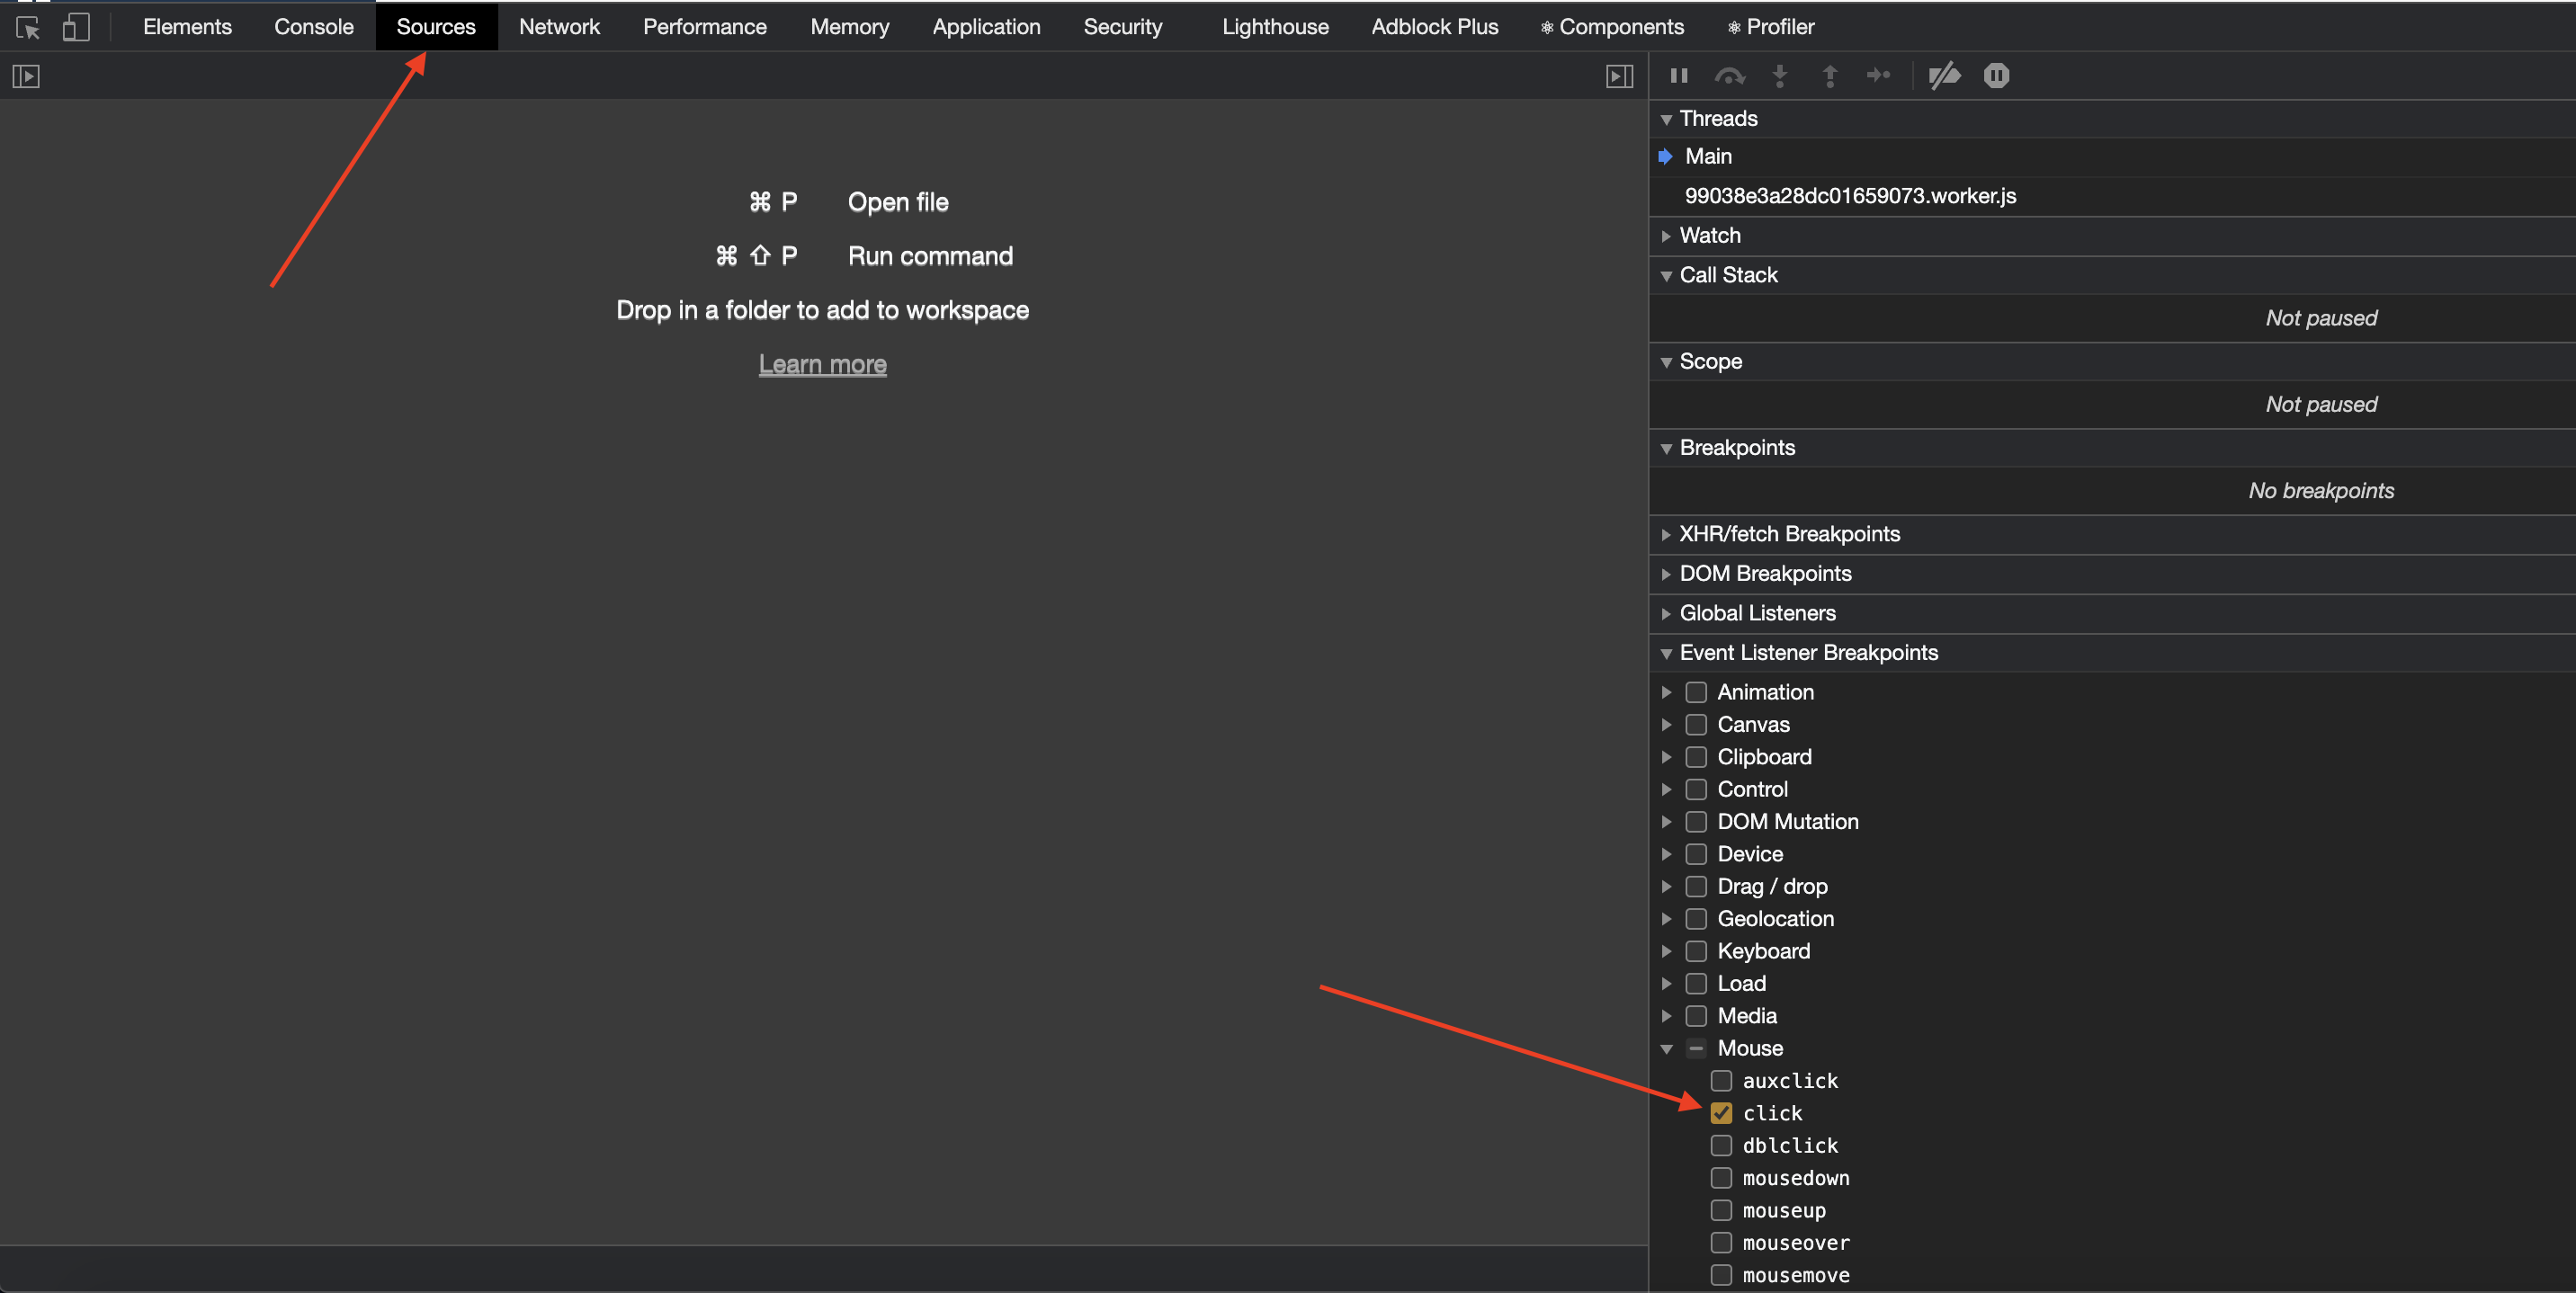 Elements Console Sources Network Performance Memory Application Security Lighthouse Adblock Plus ⚛ Components ⚛ Profiler
⌘ P Open file
⌘ ⇧ P Run command
Drop in a folder to add to workspace
Learn more
Threads
Main
99038e3a28dc01659073.worker.js
Watch
Call Stack
Not paused
Scope
Not paused
Breakpoints
No breakpoints
XHR/fetch Breakpoints
DOM Breakpoints
Global Listeners
Event Listener Breakpoints
Animation
Canvas
Clipboard
Control
DOM Mutation
Device
Drag / drop
Geolocation
Keyboard
Load
Media
Mouse
auxclick
click
dblclick
mousedown
mouseup
mouseover
mousemove